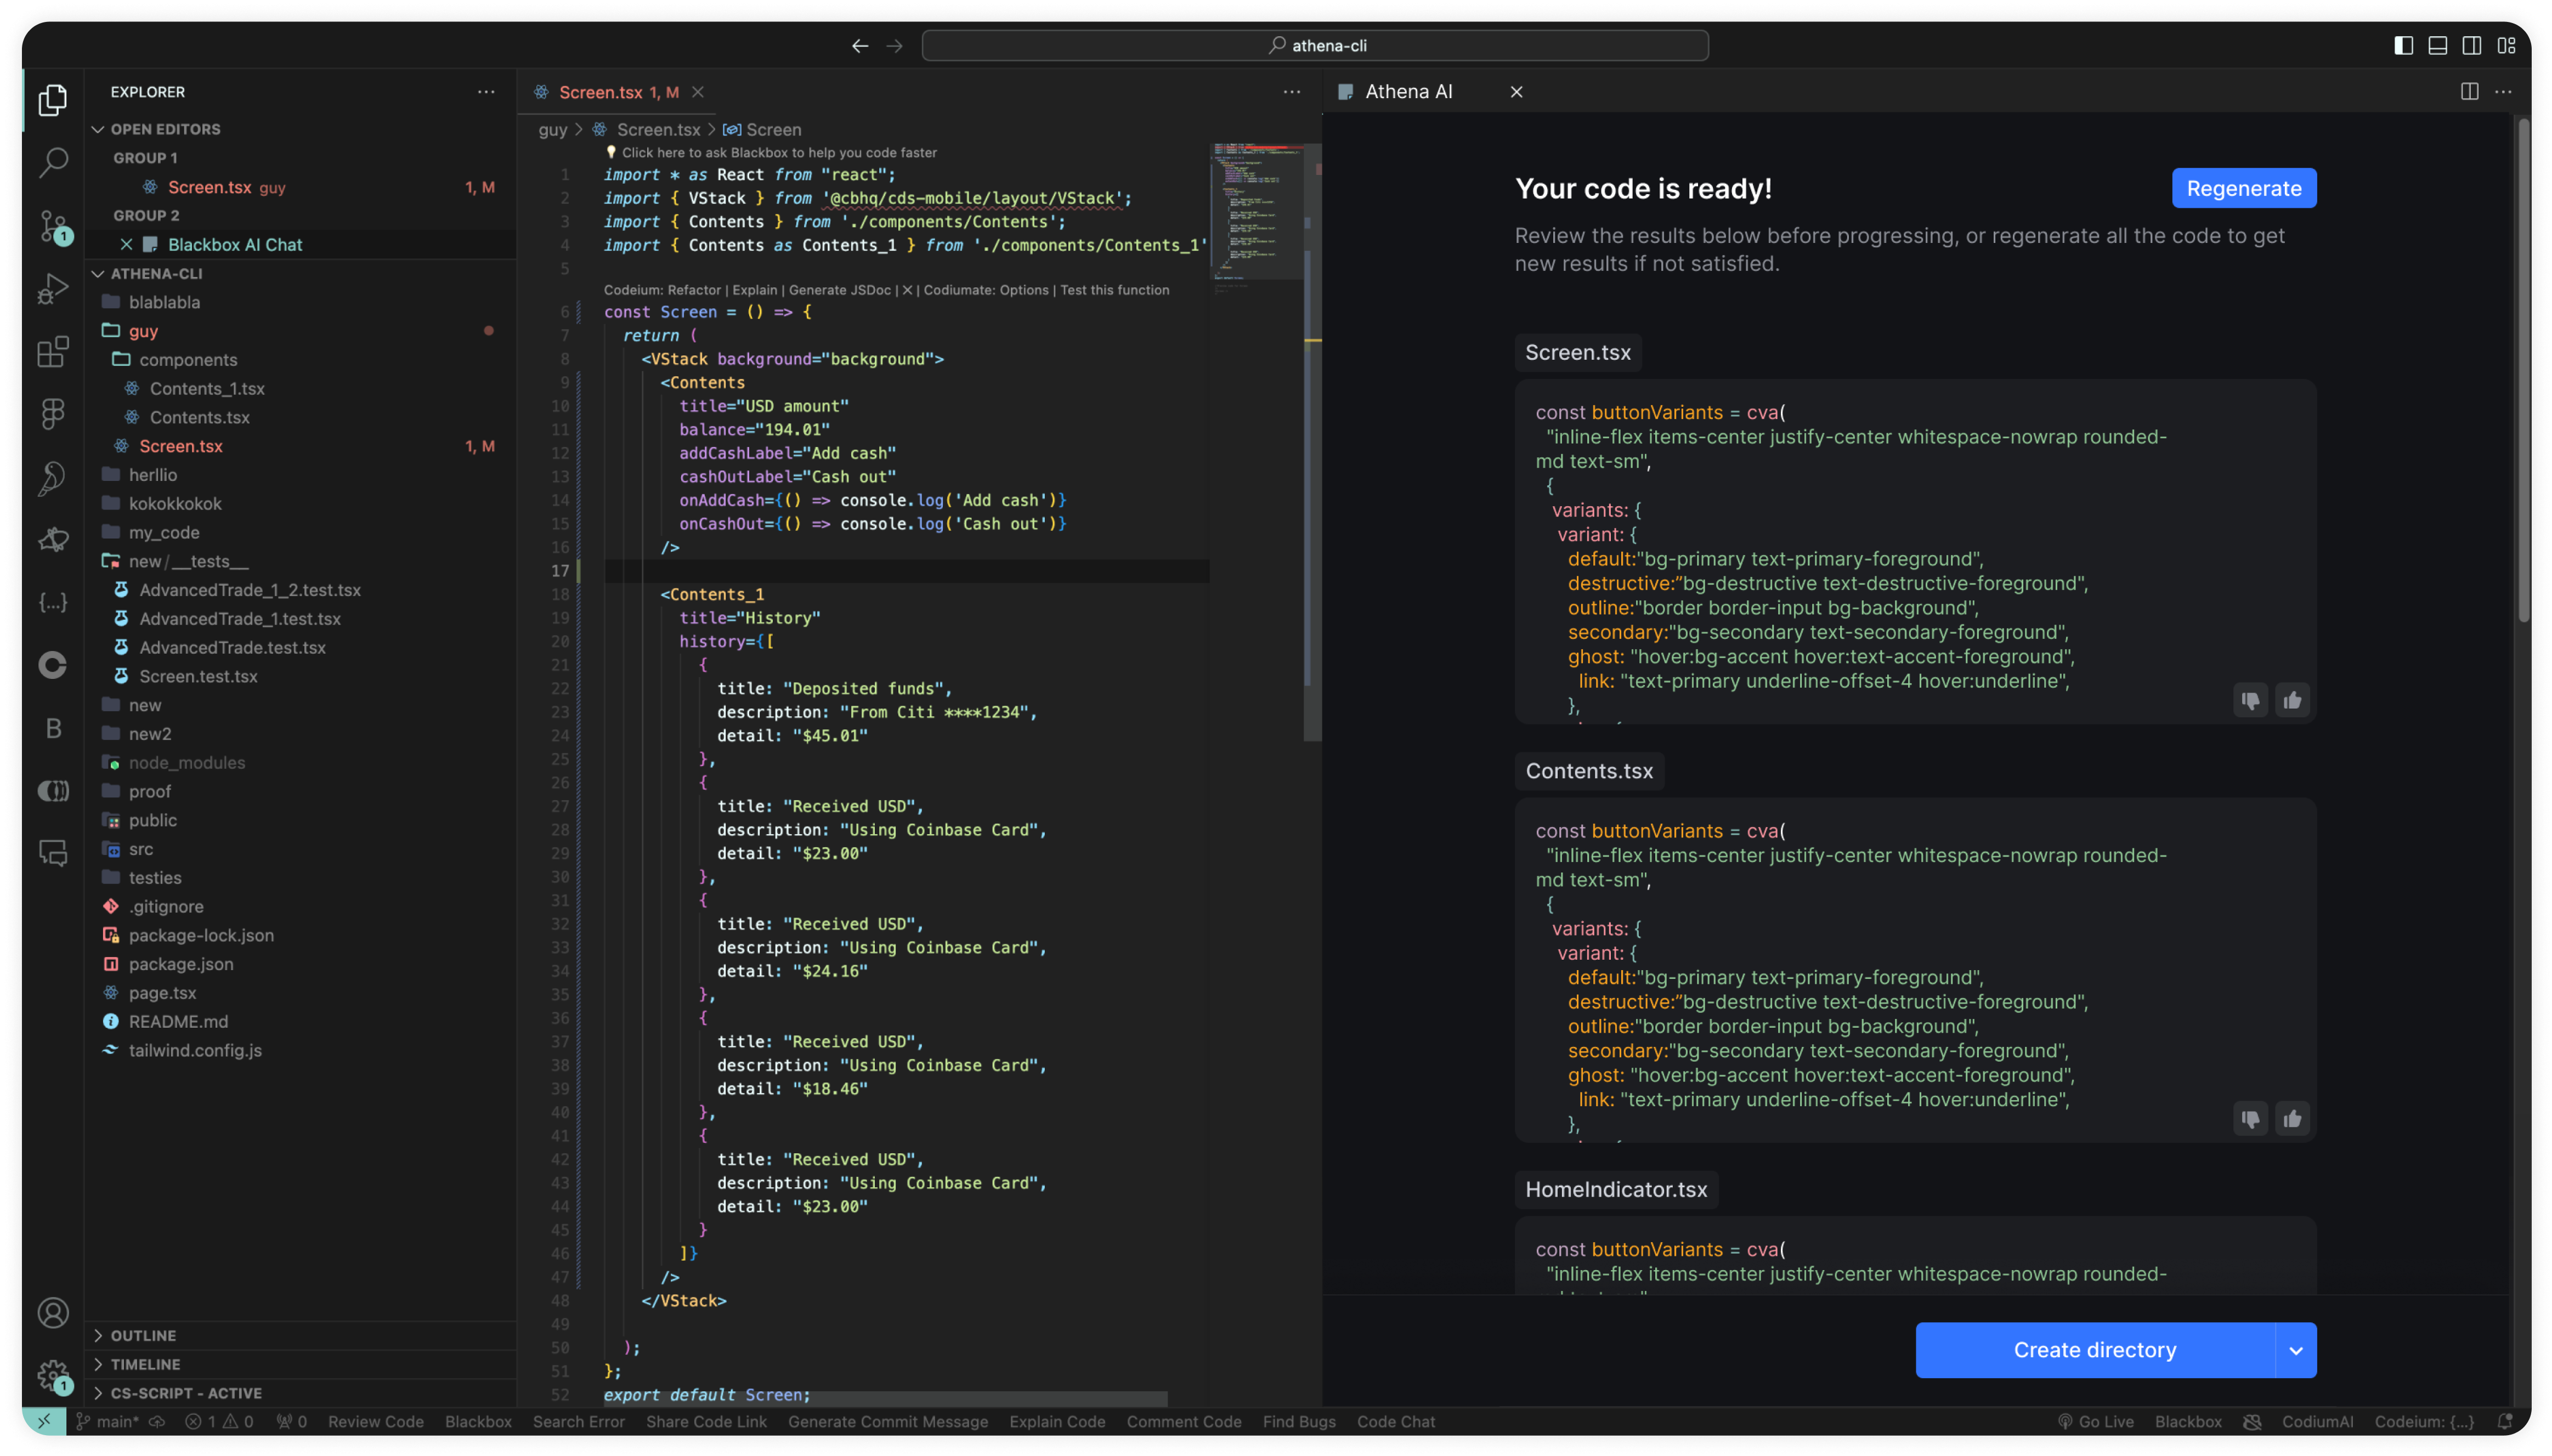 athena-cli
EXPLORER
OPEN EDITORS
GROUP 1
Screen.tsx guy 1, M
GROUP 2
Blackbox AI Chat
ATHENA-CLI
blablabla
guy
components
Contents_1.tsx
Contents.tsx
Screen.tsx 1, M
herllio
kokokkokok
my_code
new/__tests__
AdvancedTrade_1_2.test.tsx
AdvancedTrade_1.test.tsx
AdvancedTrade.test.tsx
Screen.test.tsx
new
new2
node_modules
proof
public
src
testies
.gitignore
package-lock.json
package.json
page.tsx
README.md
tailwind.config.js
OUTLINE
TIMELINE
CS-SCRIPT - ACTIVE
1
B
1
Screen.tsx 1, M
guy > Screen.tsx > Screen
Click here to ask Blackbox to help you code faster
1 import * as React from "react";
2 import { VStack } from '@cbhq/cds-mobile/layout/VStack';
3 import { Contents } from './components/Contents';
4 import { Contents as Contents_1 } from './components/Contents_1'
5
Codeium: Refactor | Explain | Generate JSDoc | X | Codiumate: Options | Test this function
6 const Screen = () => {
7 return (
8 <VStack background="background">
9 <Contents
10 title="USD amount"
11 balance="194.01"
12 addCashLabel="Add cash"
13 cashOutLabel="Cash out"
14 onAddCash={() => console.log('Add cash')}
15 onCashOut={() => console.log('Cash out')}
16 />
17
18 <Contents_1
19 title="History"
20 history={[
21 {
22 title: "Deposited funds",
23 description: "From Citi ****1234",
24 detail: "$45.01"
25 },
26 {
27 title: "Received USD",
28 description: "Using Coinbase Card",
29 detail: "$23.00"
30 },
31 {
32 title: "Received USD",
33 description: "Using Coinbase Card",
34 detail: "$24.16"
35 },
36 {
37 title: "Received USD",
38 description: "Using Coinbase Card",
39 detail: "$18.46"
40 },
41 {
42 title: "Received USD",
43 description: "Using Coinbase Card",
44 detail: "$23.00"
45 }
46 ]}
47 />
48 </VStack>
49
50 );
51 };
52 export default Screen;
Athena AI
Your code is ready!
Regenerate
Review the results below before progressing, or regenerate all the code to get
new results if not satisfied.
Screen.tsx
const buttonVariants = cva(
"inline-flex items-center justify-center whitespace-nowrap rounded-
md text-sm",
{
variants: {
variant: {
default:"bg-primary text-primary-foreground",
destructive:”bg-destructive text-destructive-foreground",
outline:"border border-input bg-background",
secondary:"bg-secondary text-secondary-foreground",
ghost: "hover:bg-accent hover:text-accent-foreground",
link: "text-primary underline-offset-4 hover:underline",
},
Contents.tsx
const buttonVariants = cva(
"inline-flex items-center justify-center whitespace-nowrap rounded-
md text-sm",
{
variants: {
variant: {
default:"bg-primary text-primary-foreground",
destructive:”bg-destructive text-destructive-foreground",
outline:"border border-input bg-background",
secondary:"bg-secondary text-secondary-foreground",
ghost: "hover:bg-accent hover:text-accent-foreground",
link: "text-primary underline-offset-4 hover:underline",
},
HomeIndicator.tsx
const buttonVariants = cva(
"inline-flex items-center justify-center whitespace-nowrap rounded-
Create directory
main* 1 0 0 Review Code Blackbox Search Error Share Code Link Generate Commit Message Explain Code Comment Code Find Bugs Code Chat Go Live Blackbox CodiumAI Codeium: {...}